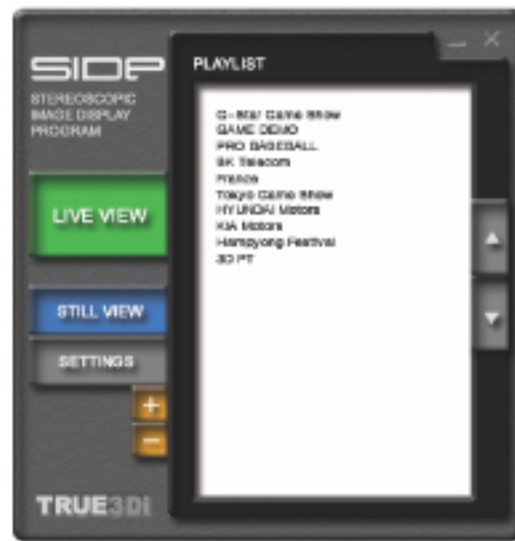 SIDP
STEREOSCOPIC
IMAGE DISPLAY
PROGRAM
LIVE VIEW
STILL VIEW
SETTINGS
+
−
TRUE3Di
PLAYLIST
G-Star Game Show
GAME DEMO
PRO BASEBALL
SK Telecom
France
Tokyo Game Show
HYUNDAI Motors
KIA Motors
Hampyong Festival
3D PT